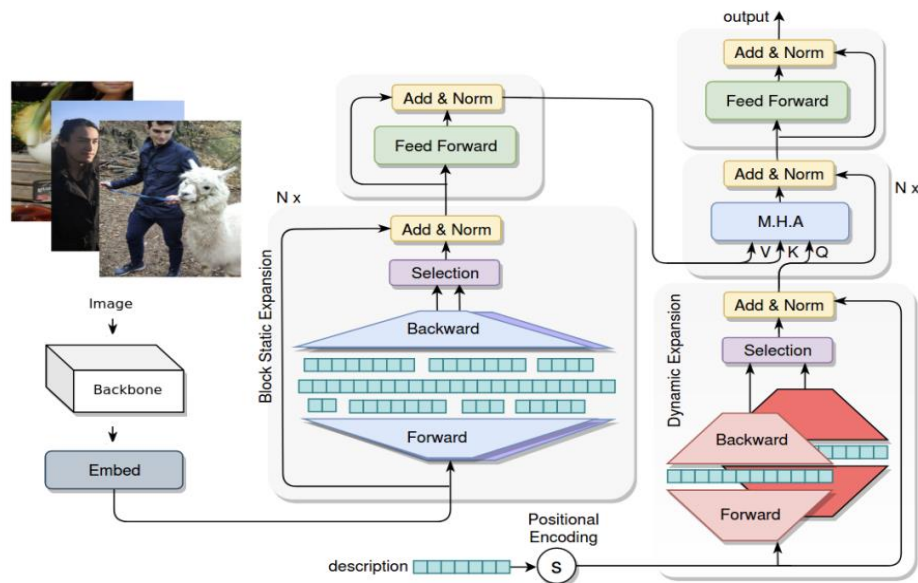 output
Add & Norm
Feed Forward
Add & Norm
Feed Forward
N x
Add & Norm
M.H.A
V K Q
N x
Image
Backbone
Embed
Block Static Expansion
Add & Norm
Selection
Backward
Forward
Dynamic Expansion
Add & Norm
Selection
Backward
Forward
Positional
Encoding
description
S